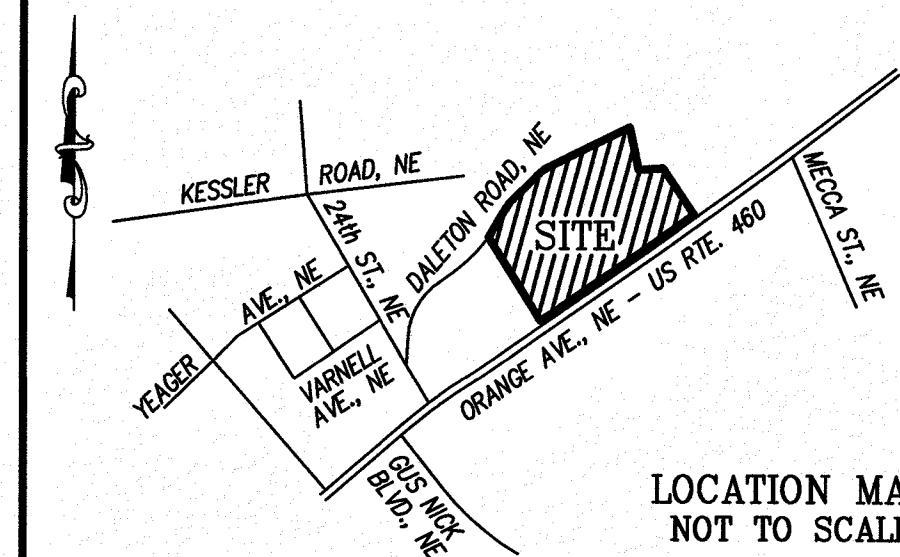 KESSLER ROAD, NE
24th ST., NE
DALETON ROAD, NE
SITE
MECCA ST., NE
YEAGER AVE., NE
VARNELL
AVE., NE
ORANGE AVE., NE - US RTE. 460
GUS NICK
BLVD., NE
LOCATION MA
NOT TO SCALE